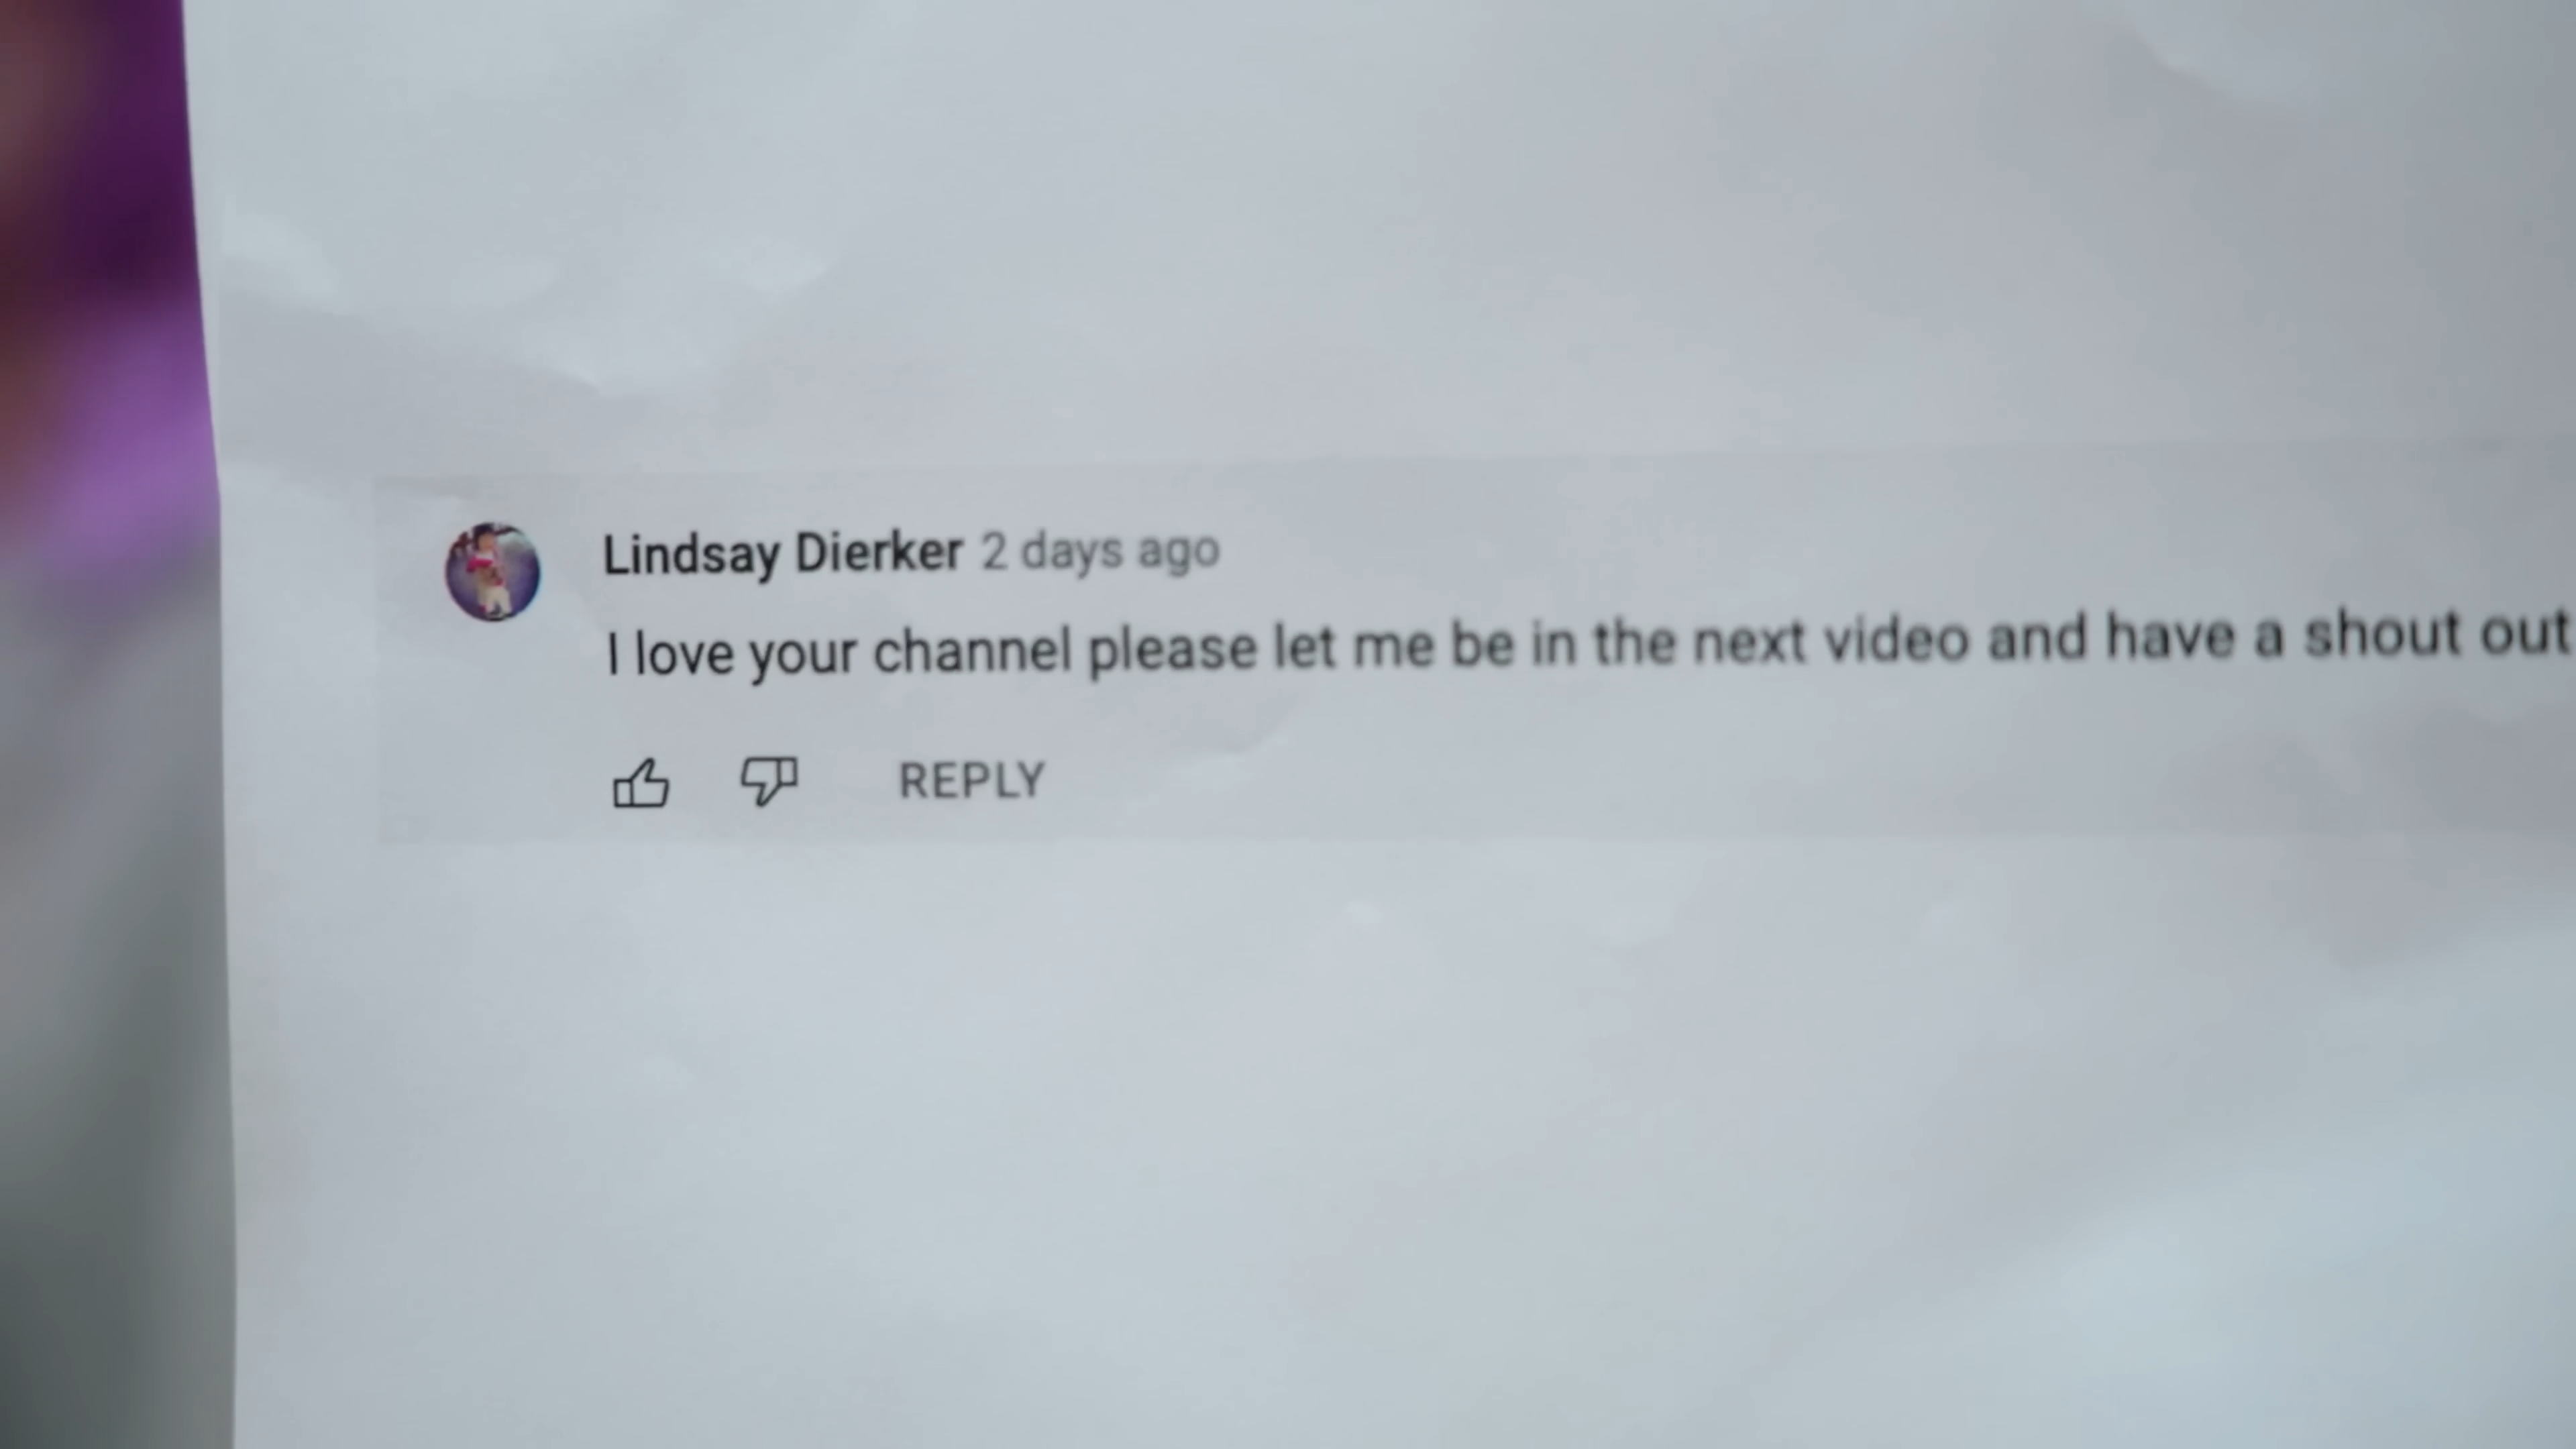 Lindsay Dierker 2 days ago
I love your channel please let me be in the next video and have a shout out
REPLY